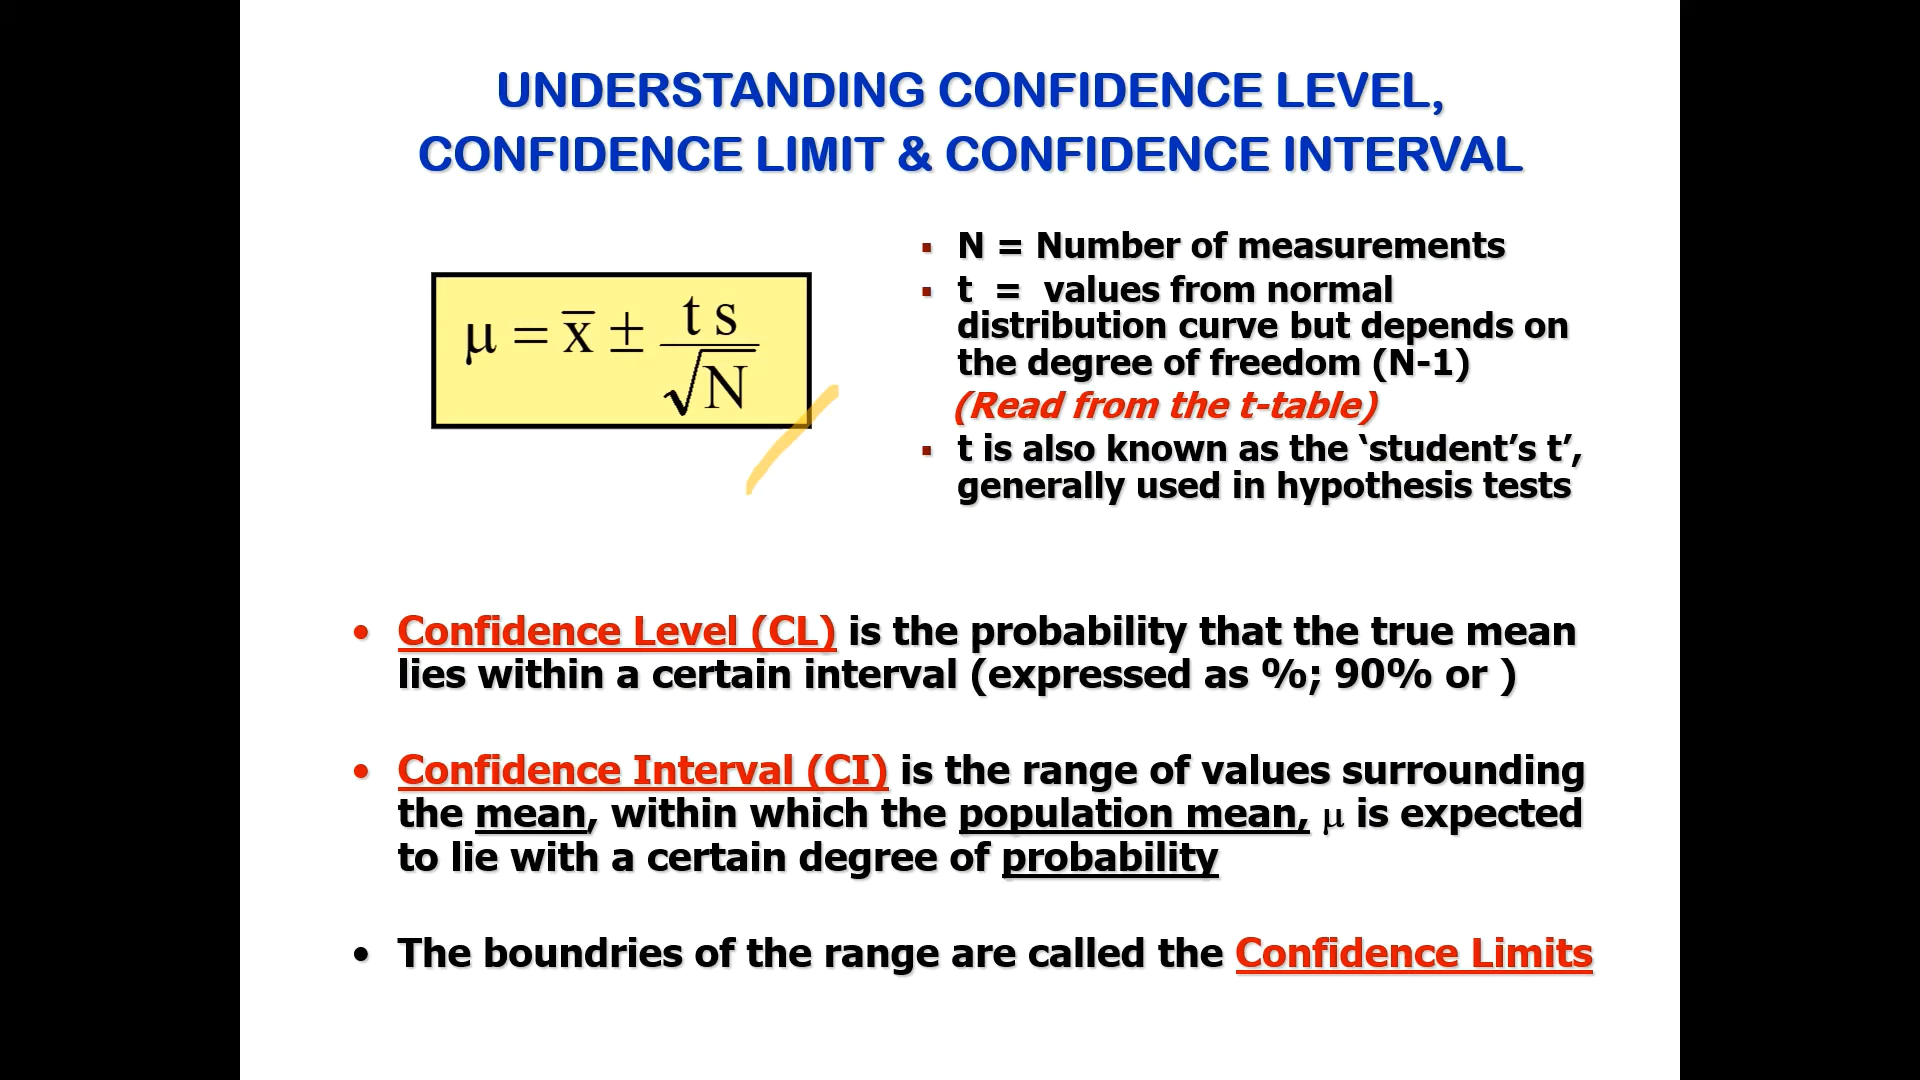 UNDERSTANDING CONFIDENCE LEVEL,
CONFIDENCE LIMIT & CONFIDENCE INTERVAL
μ = x̄ ± t s / √N
▪ N = Number of measurements
▪ t = values from normal
distribution curve but depends on
the degree of freedom (N-1)
(Read from the t-table)
▪ t is also known as the ‘student’s t’,
generally used in hypothesis tests
• Confidence Level (CL) is the probability that the true mean
lies within a certain interval (expressed as %; 90% or )
• Confidence Interval (CI) is the range of values surrounding
the mean, within which the population mean, μ is expected
to lie with a certain degree of probability
• The boundries of the range are called the Confidence Limits